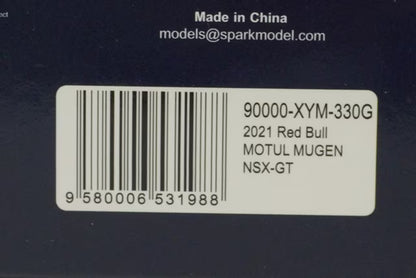 Made in China
models@sparkmodel.com
90000-XYM-330G
2021 Red Bull
MOTUL MUGEN
NSX-GT
9 580006 531988